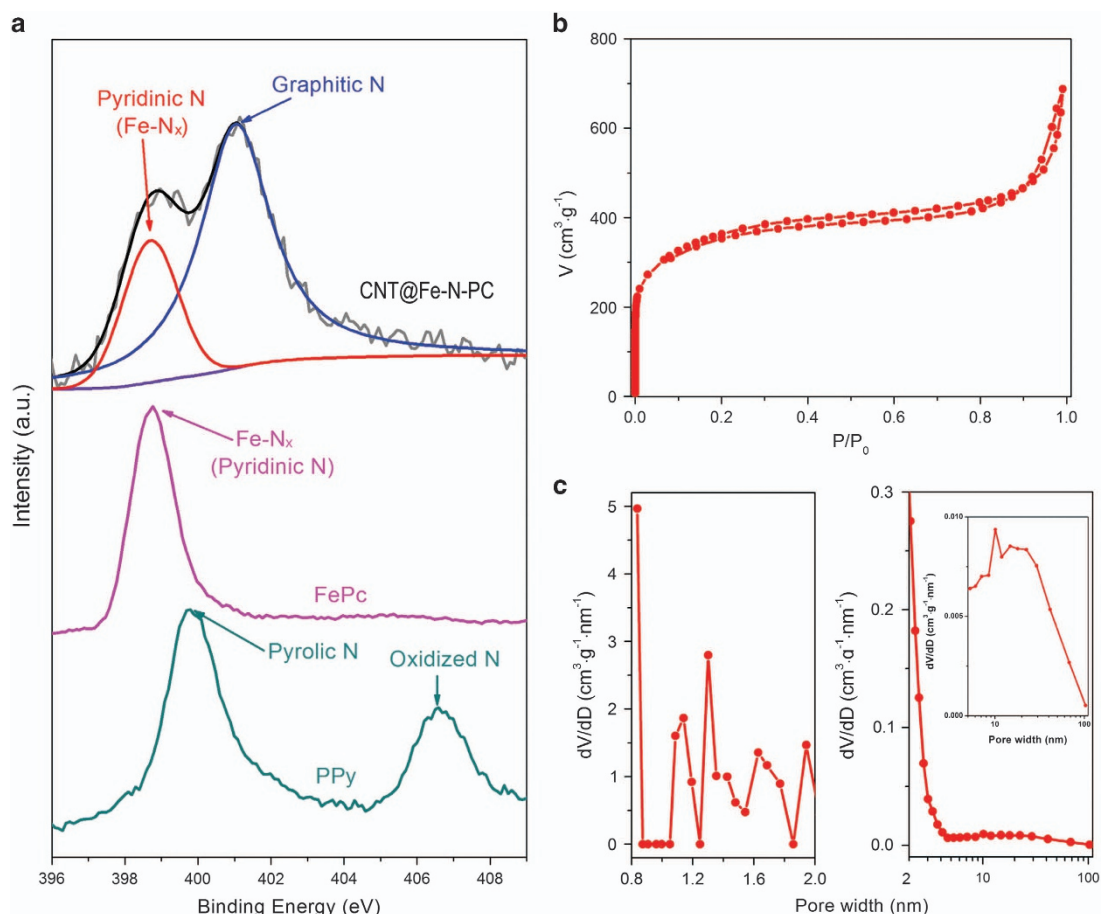 a
Pyridinic N
(Fe-Nₓ)
Graphitic N
CNT@Fe-N-PC
Fe-Nₓ
(Pyridinic N)
FePc
Pyrolic N
Oxidized N
PPy
Intensity (a.u.)
396 398 400 402 404 406 408
Binding Energy (eV)
b
800
600
400
200
0
V (cm³·g⁻¹)
0.0 0.2 0.4 0.6 0.8 1.0
P/P₀
c
5
4
3
2
1
0
dV/dD (cm³·g⁻¹·nm⁻¹)
0.8 1.2 1.6 2.0
0.3
0.2
0.1
0.0
dV/dD (cm³·g⁻¹·nm⁻¹)
2 10 100
0.010
0.005
0.000
dV/dD (cm³·g⁻¹·nm⁻¹)
10 100
Pore width (nm)
Pore width (nm)